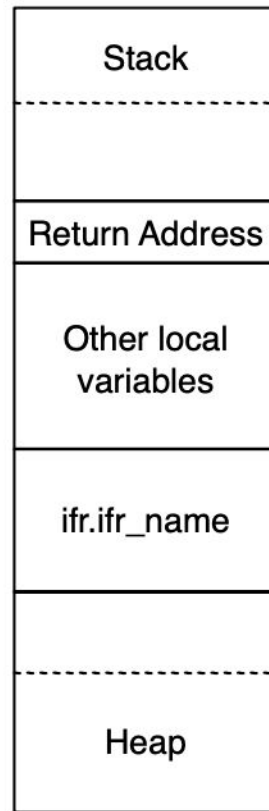 Stack
Return Address
Other local
variables
ifr.ifr_name
Heap